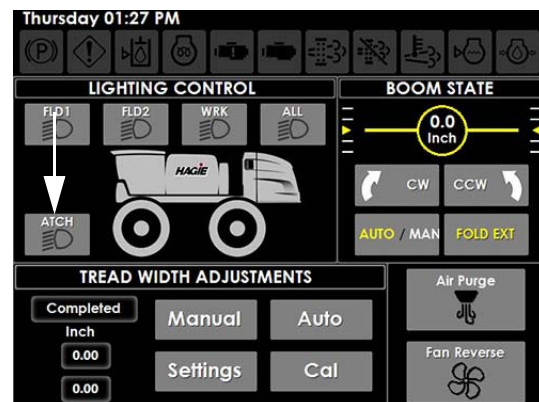 Thursday 01:27 PM
(P)
LIGHTING CONTROL
FLD1 FLD2 WRK ALL
HAGIE
ATCH
BOOM STATE
0.0
Inch
CW CCW
AUTO / MAN FOLD EXT
TREAD WIDTH ADJUSTMENTS
Completed
Inch
0.00
0.00
Manual Auto
Settings Cal
Air Purge
Fan Reverse